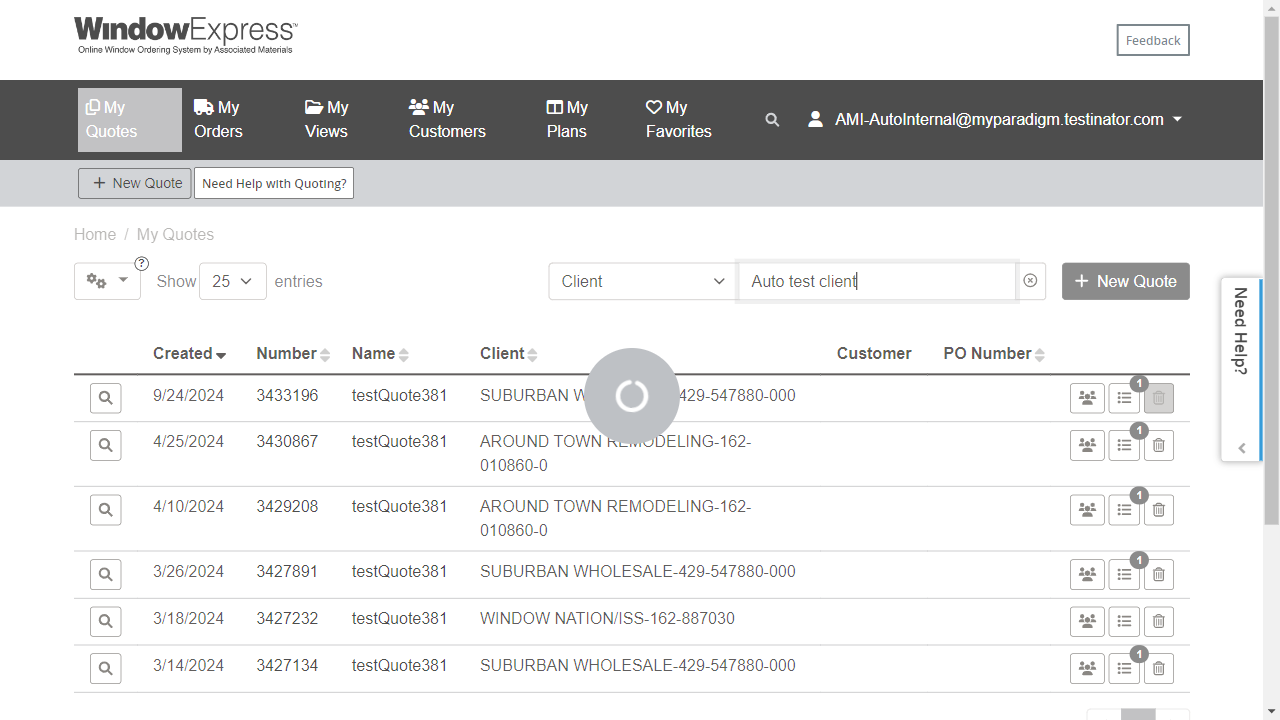 WindowExpress™
Online Window Ordering System by Associated Materials
Feedback
My Quotes
My Orders
My Views
My Customers
My Plans
My Favorites
AMI-AutoInternal@myparadigm.testinator.com
+ New Quote
Need Help with Quoting?
Home / My Quotes
?
Show 25 entries
Client
Auto test client
+ New Quote
Need Help?
Created Number Name Client Customer PO Number
9/24/2024 3433196 testQuote381 SUBURBAN 429-547880-000 1
4/25/2024 3430867 testQuote381 AROUND TOWN REMODELING-162-010860-0 1
4/10/2024 3429208 testQuote381 AROUND TOWN REMODELING-162-010860-0 1
3/26/2024 3427891 testQuote381 SUBURBAN WHOLESALE-429-547880-000 1
3/18/2024 3427232 testQuote381 WINDOW NATION/ISS-162-887030
3/14/2024 3427134 testQuote381 SUBURBAN WHOLESALE-429-547880-000 1